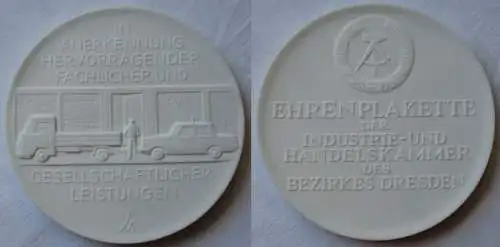 IN
ANERKENNUNG
HERVORRAGENDER
FACHLICHER UND
GESELLSCHAFTLICHER
LEISTUNGEN
EHRENPLAKETTE
DER
INDUSTRIE-UND
HANDELSKAMMER
DES
BEZIRKES DRESDEN